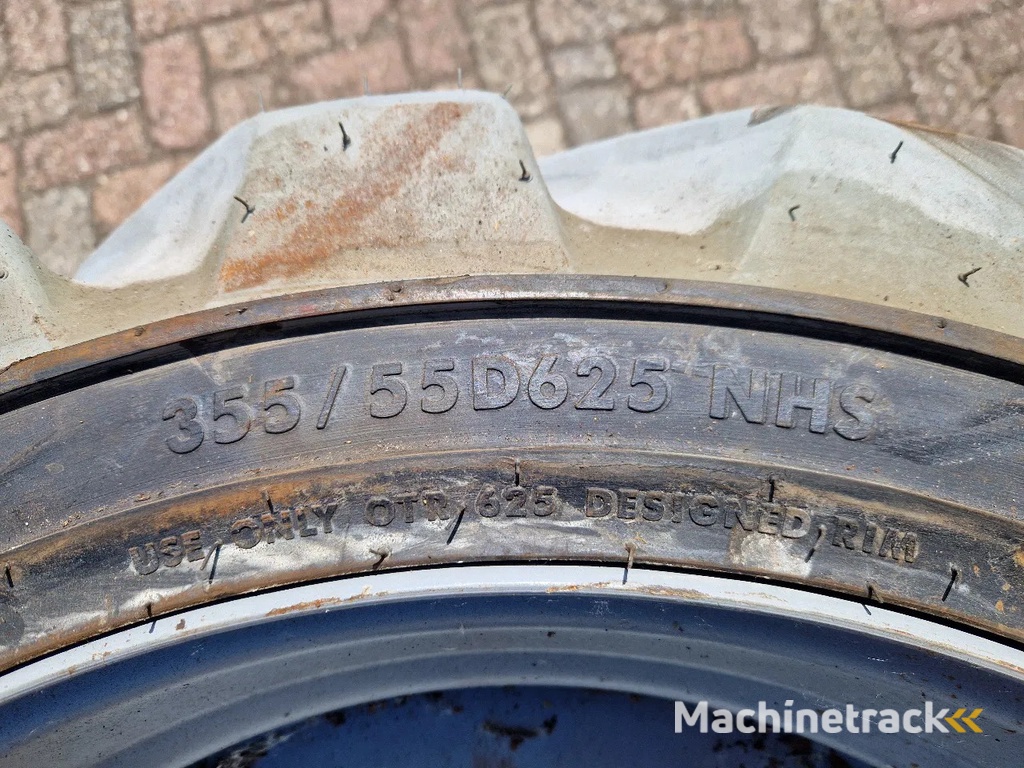 355/55D625 NHS
USE ONLY OTR 625 DESIGNED RIM
Machinetrack